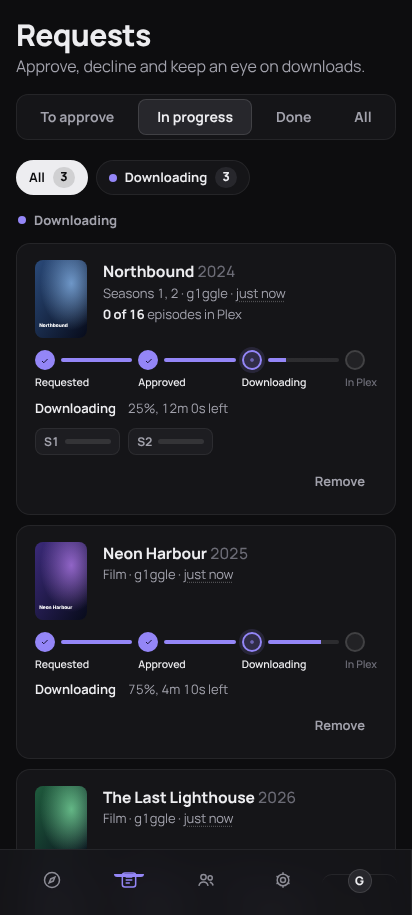 Requests
Approve, decline and keep an eye on downloads.
To approve In progress Done All
All 3 Downloading 3
Downloading
Northbound 2024
Seasons 1, 2 · g1ggle · just now
0 of 16 episodes in Plex
Northbound
Requested Approved Downloading In Plex
Downloading 25%, 12m 0s left
S1 S2
Remove
Neon Harbour 2025
Film · g1ggle · just now
Neon Harbour
Requested Approved Downloading In Plex
Downloading 75%, 4m 10s left
Remove
The Last Lighthouse 2026
Film · g1ggle · just now
G